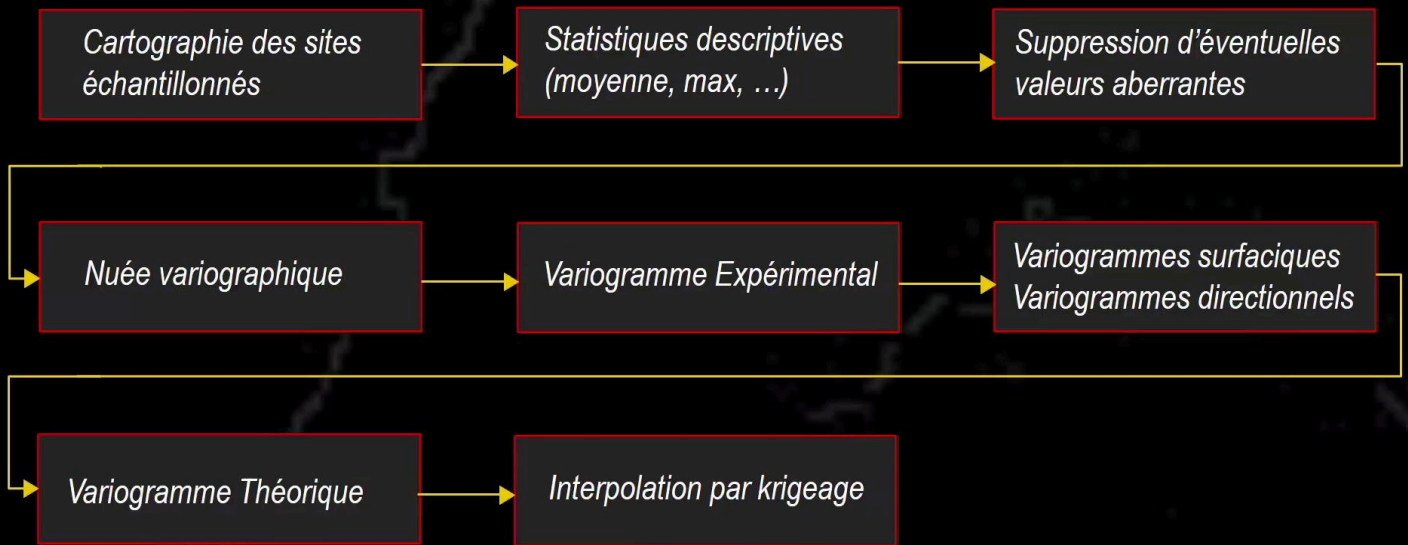 Cartographie des sites
échantillonnés
Statistiques descriptives
(moyenne, max, …)
Suppression d’éventuelles
valeurs aberrantes
Nuée variographique
Variogramme Expérimental
Variogrammes surfaciques
Variogrammes directionnels
Variogramme Théorique
Interpolation par krigeage